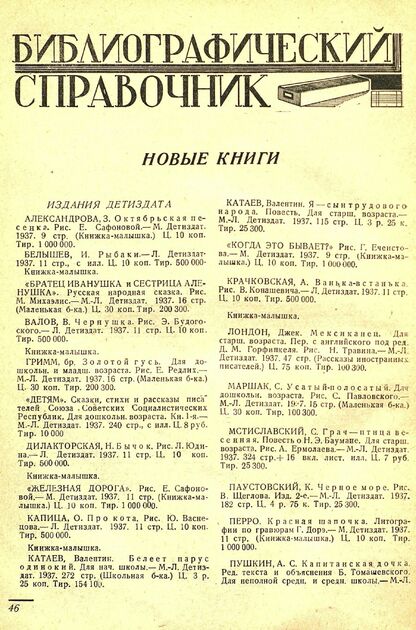 БИБЛИОГРАФИЧЕСКИЙ
СПРАВОЧНИК
НОВЫЕ КНИГИ
ИЗДАНИЯ ДЕТИЗДАТА
АЛЕКСАНДРОВА, З. Октябрьская пе-
сенка. Рис. Е. Сафоновой.— М. Детиздат.
1937. 9 стр. (Книжка-малышка). Ц. 10 коп.
Тир. 1 000 000.
БЕЛЫШЕВ, И. Рыбаки.— Л. Детиздат.
1937. 11 стр., с илл. Ц. 10 коп. Тир. 500 000.
Книжка-малышка.
«БРАТЕЦ ИВАНУШКА и СЕСТРИЦА АЛЕ-
НУШКА». Русская народная сказка. Рис.
М. Михаэлис.— М.-Л. Детиздат. 1937. 16 стр.
(Маленькая б-ка.) Ц. 30 коп. Тир. 200 300.
ВАЛОВ, В. Чернушка. Рис. Э. Будого-
ского.— Л. Детиздат. 1937. 11 стр. Ц. 10 коп.
Тир. 500 000.
Книжка-малышка.
ГРИММ, бр. Золотой гусь. Для до-
школьн. и младш. возраста. Рис. Е. Редлих.—
М.-Л. Детиздат. 1937. 16 стр. (Маленькая б-ка.)
Ц. 30 коп. Тир. 200 300.
«ДЕТЯМ». Сказки, стихи и рассказы писа-
телей Союза Советских Социалистических
Республик. Для дошкольн. возраста. Кн. 1-я.—
М.-Л. Детиздат. 1937. 240 стр., с илл. Ц. 8 руб.
Тир. 10 000
ДИЛАКТОРСКАЯ, Н. Бычок. Рис. Л. Юди-
на.— Л. Детиздат. 1937. 11 стр. Ц. 10 коп.
Тир. 500 000.
Книжка-малышка.
«ЖЕЛЕЗНАЯ ДОРОГА». Рис. Е. Сафоно-
вой.— М. Детиздат. 1937. 11 стр. (Книжка-ма-
лышка.) Ц. 10 коп. Тир. 1 000 000.
КАПИЦА, О. Про кота. Рис. Ю. Васне-
цова.— Л. Детиздат. 1937. 11 стр. Ц. 10 коп.
Тир. 500 000.
Книжка-малышка.
КАТАЕВ, Валентин. Белеет парус
одинокий. Для нач. школы.— М.-Л. Детиз-
дат. 1937. 272 стр. (Школьная б-ка.) Ц. 3 р.
25 коп. Тир. 154 100.
КАТАЕВ, Валентин. Я — сын трудового
народа. Повесть. Для старш. возраста.—
М.-Л. Детиздат. 1937. 115 стр. Ц. 3 р. 25 к.
Тир. 25 300.
«КОГДА ЭТО БЫВАЕТ?» Рис. Г. Ечеисто-
ва.— М. Детиздат. 1937. 9 стр. (Книжка-ма-
лышка.) Ц. 10 коп. Тир. 1 000 000.
КРАЧКОВСКАЯ, А. Ванька-встанька.
Рис. В. Ковашевича.— Л. Детиздат. 1937. 11 стр.
Ц. 10 коп. Тир. 500 000.
Книжка-малышка.
ЛОНДОН, Джек. Мексиканец. Для
старш. возраста. Пер. с английского под ред.
Д. М. Горфинкеля. Рис. Н. Травина.— М.-Л.
Детиздат. 1937. 47 стр. (Рассказы иностранных
писателей.) Ц. 75 коп. Тир. 100 300.
МАРШАК, С. Усатый-полосатый. Для
дошкольн. возраста. Рис. С. Павловского.—
М.-Л. Детиздат. 1937. 16 стр. (Маленькая б-ка.)
Ц. 30 коп. Тир. 100 300.
МСТИСЛАВСКИЙ, С. Грач — птица ве-
сенняя. Повесть о Н. Э. Баумане. Для старш.
возраста. Рис. А. Ермолаева.— М.-Л. Детиздат.
1937. 324 стр. + 16 вкл. лист. илл. Ц. 7 руб.
Тир. 25 300.
ПАУСТОВСКИЙ, К. Черное море. Рис.
В. Щеглова. Изд. 2-е.— М.-Л. Детиздат. 1937.
182 стр. Ц. 4 р. 75 к. Тир. 25 300.
ПЕРРО. Красная шапочка. Литогра-
фии по гравюрам Г. Дорэ.— М. Детиздат. 1937.
11 стр. (Книжка-малышка.) Ц. 10 коп. Тир.
1 000 000.
ПУШКИН, А. С. Капитанская дочка.
Ред. текста и объяснения Б. Томашевского.
Для неполной средн. и средн. школы.— М.-Л.
46